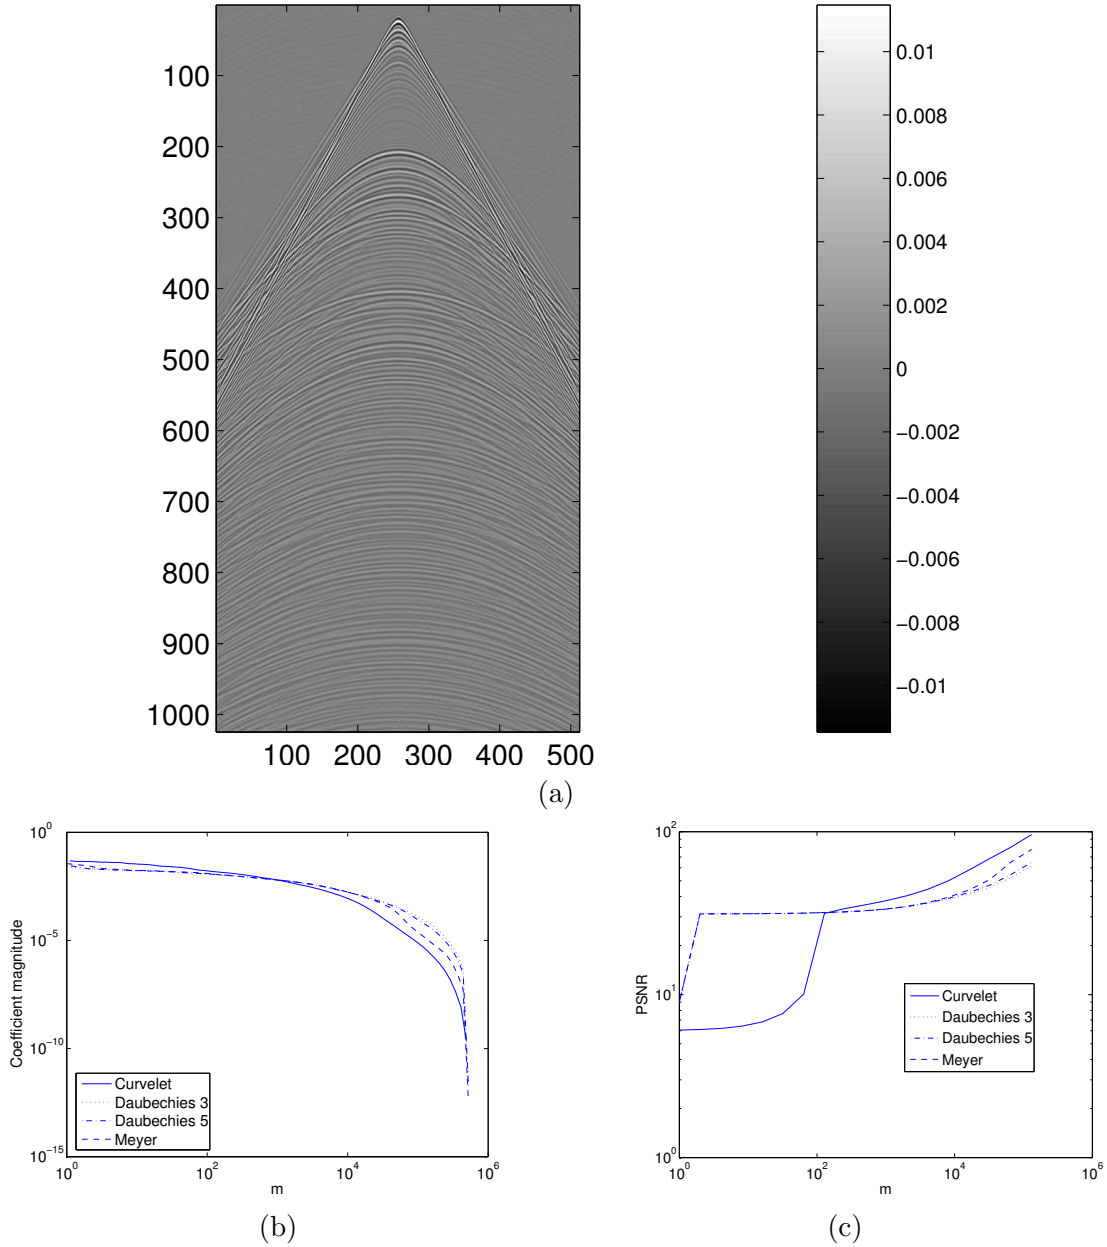 100
200
300
400
500
600
700
800
900
1000
100 200 300 400 500
0.01
0.008
0.006
0.004
0.002
0
−0.002
−0.004
−0.006
−0.008
−0.01
(a)
10^0
10^−5
10^−10
10^−15
Coefficient magnitude
10^0 10^2 10^4 10^6
m
Curvelet
Daubechies 3
Daubechies 5
Meyer
(b)
10^2
10^1
10^0
PSNR
10^0 10^2 10^4 10^6
m
Curvelet
Daubechies 3
Daubechies 5
Meyer
(c)